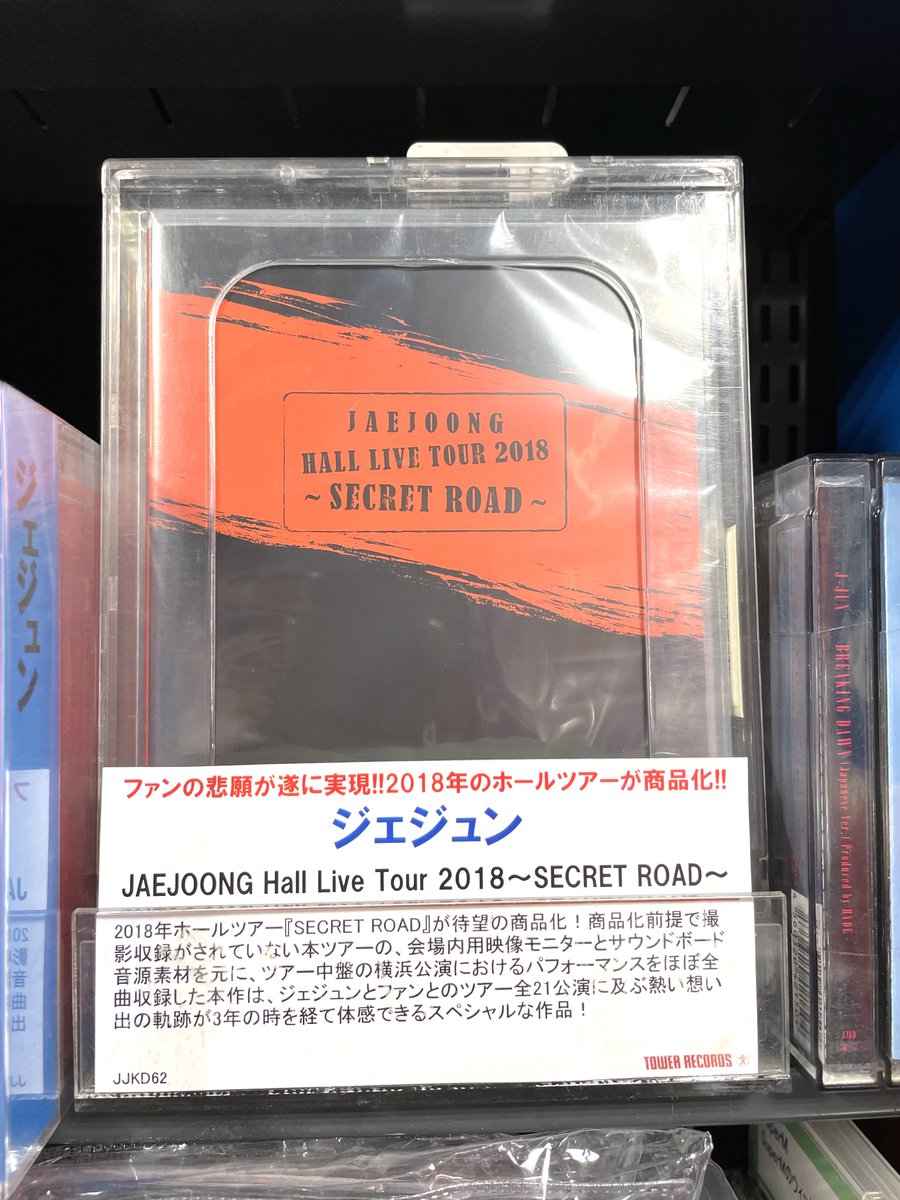 JAEJOONG
HALL LIVE TOUR 2018
~ SECRET ROAD ~
ファンの悲願が遂に実現!!2018年のホールツアーが商品化!!
ジェジュン
JAEJOONG Hall Live Tour 2018～SECRET ROAD～
2018年ホールツアー『SECRET ROAD』が待望の商品化！商品化前提で撮
影収録がされていない本ツアーの、会場内用映像モニターとサウンドボード
音源素材を元に、ツアー中盤の横浜公演におけるパフォーマンスをほぼ全
曲収録した本作は、ジェジュンとファンとのツアー全21公演に及ぶ熱い想い
出の軌跡が3年の時を経て体感できるスペシャルな作品！
TOWER RECORDS
JJKD62
ジェジュン
J-JUN BREAKING DAWN (Japanese Ver.) Produced by HYDE
JJKD